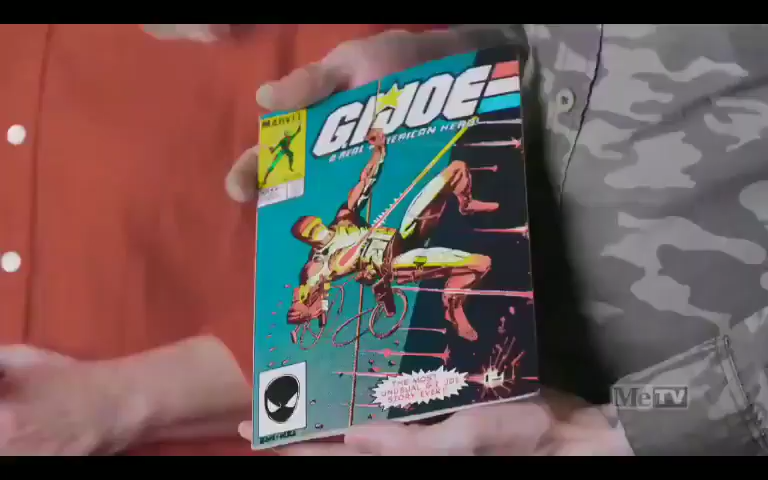 MARVEL
G.I. JOE
A REAL AMERICAN HERO
THE MOST
UNUSUAL G.I. JOE
STORY EVER!
MeTV